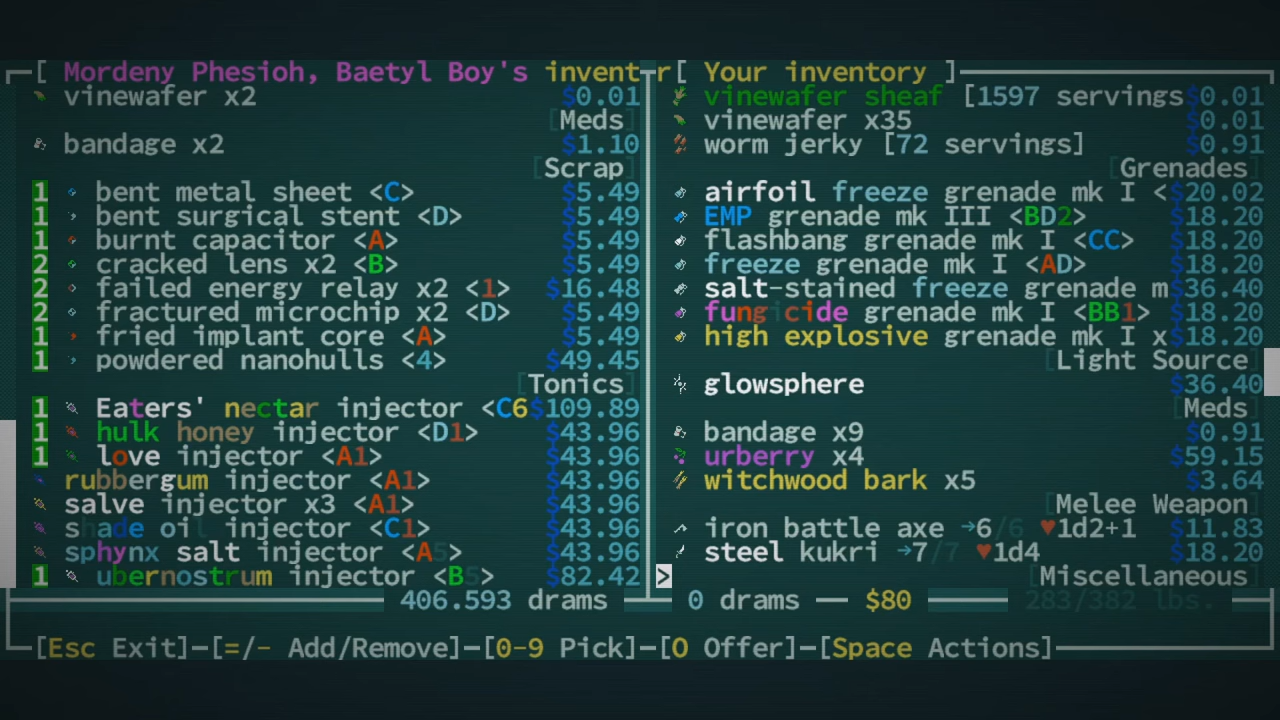 [ Mordeny Phesioh, Baetyl Boy's invent
vinewafer x2 $0.01
[Meds]
bandage x2 $1.10
[Scrap]
1 bent metal sheet <C> $5.49
1 bent surgical stent <D> $5.49
1 burnt capacitor <A> $5.49
2 cracked lens x2 <B> $5.49
2 failed energy relay x2 <1> $16.48
2 fractured microchip x2 <D> $5.49
1 fried implant core <A> $5.49
1 powdered nanohulls <4> $49.45
[Tonics]
1 Eaters' nectar injector <C6 $109.89
1 hulk honey injector <D1> $43.96
1 love injector <A1> $43.96
rubbergum injector <A1> $43.96
salve injector x3 <A1> $43.96
shade oil injector <C1> $43.96
sphynx salt injector <A5> $43.96
1 ubernostrum injector <B5> $82.42
406.593 drams
r[ Your inventory ]
vinewafer sheaf [1597 servings $0.01
vinewafer x35 $0.01
worm jerky [72 servings] $0.91
[Grenades]
airfoil freeze grenade mk I < $20.02
EMP grenade mk III <BD2> $18.20
flashbang grenade mk I <CC> $18.20
freeze grenade mk I <AD> $18.20
salt-stained freeze grenade m $36.40
fungicide grenade mk I <BB1> $18.20
high explosive grenade mk I x $18.20
[Light Source]
glowsphere $36.40
[Meds]
bandage x9 $0.91
urberry x4 $59.15
witchwood bark x5 $3.64
[Melee Weapon]
iron battle axe →6/6 ♥1d2+1 $11.83
steel kukri →7/7 ♥1d4 $18.20
> [Miscellaneous]
0 drams — $80 283/382 lbs.
[Esc Exit]—[=/- Add/Remove]—[0-9 Pick]—[O Offer]—[Space Actions]